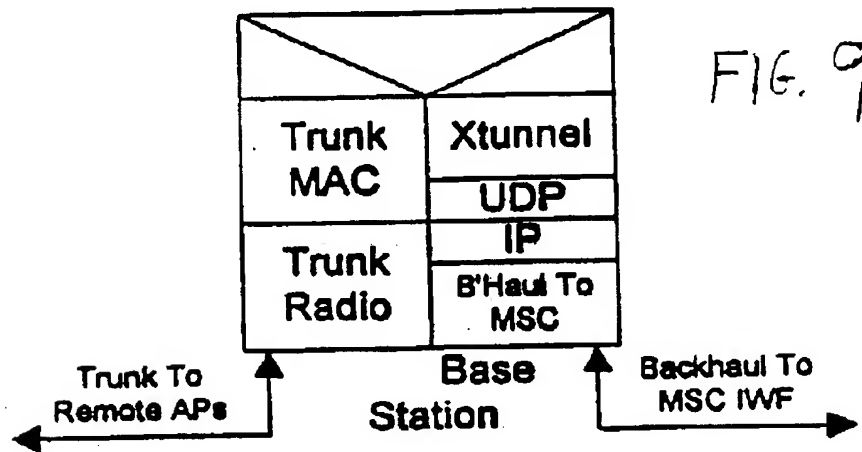 FIG. 9
Trunk
MAC
Xtunnel
UDP
IP
Trunk
Radio
B'Haul To
MSC
Trunk To
Remote APs
Base
Station
Backhaul To
MSC IWF